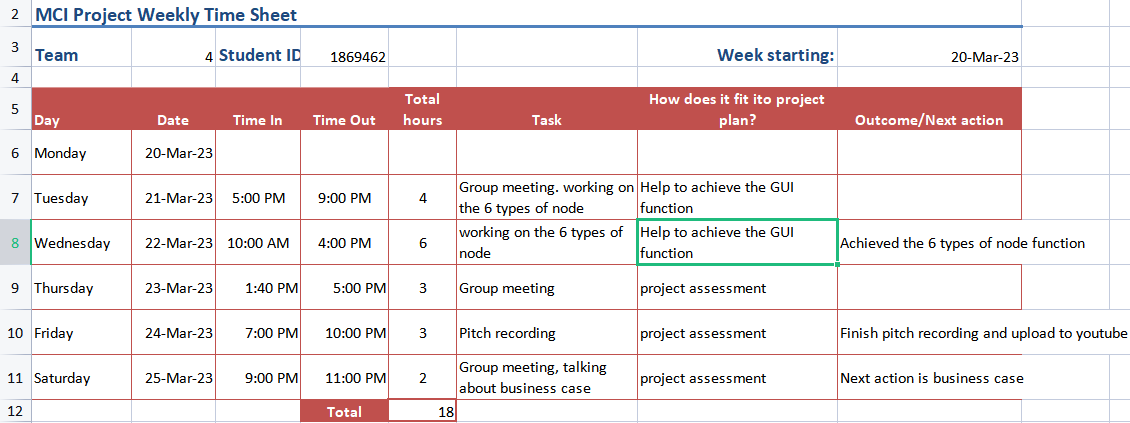 2 MCI Project Weekly Time Sheet
3 Team 4 Student ID 1869462 Week starting: 20-Mar-23
4
5 Day Date Time In Time Out Total hours Task How does it fit ito project plan? Outcome/Next action
6 Monday 20-Mar-23
7 Tuesday 21-Mar-23 5:00 PM 9:00 PM 4 Group meeting. working on the 6 types of node Help to achieve the GUI function
8 Wednesday 22-Mar-23 10:00 AM 4:00 PM 6 working on the 6 types of node Help to achieve the GUI function Achieved the 6 types of node function
9 Thursday 23-Mar-23 1:40 PM 5:00 PM 3 Group meeting project assessment
10 Friday 24-Mar-23 7:00 PM 10:00 PM 3 Pitch recording project assessment Finish pitch recording and upload to youtube
11 Saturday 25-Mar-23 9:00 PM 11:00 PM 2 Group meeting, talking about business case project assessment Next action is business case
12 Total 18